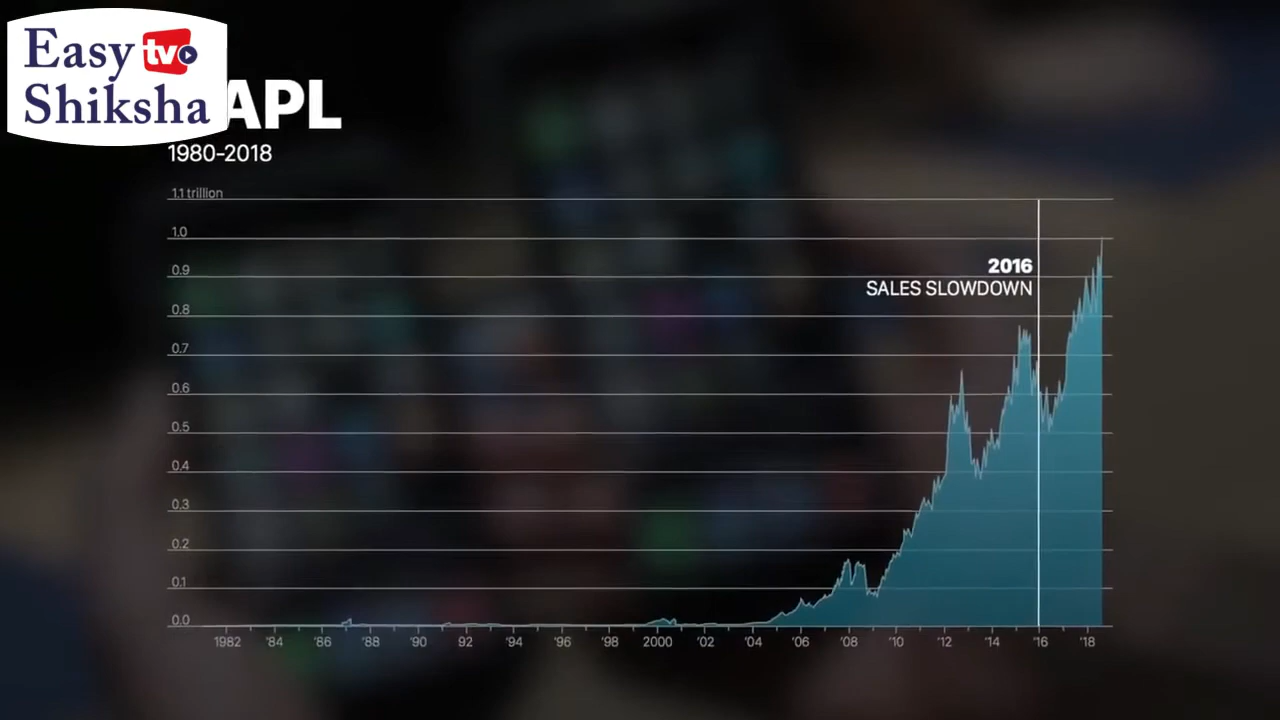 Easy tv
Shiksha
APL
1980-2018
1.1 trillion
1.0
0.9
2016
SALES SLOWDOWN
0.8
0.7
0.6
0.5
0.4
0.3
0.2
0.1
0.0
1982 '84 '86 '88 '90 '92 '94 '96 '98 2000 '02 '04 '06 '08 '10 '12 '14 '16 '18